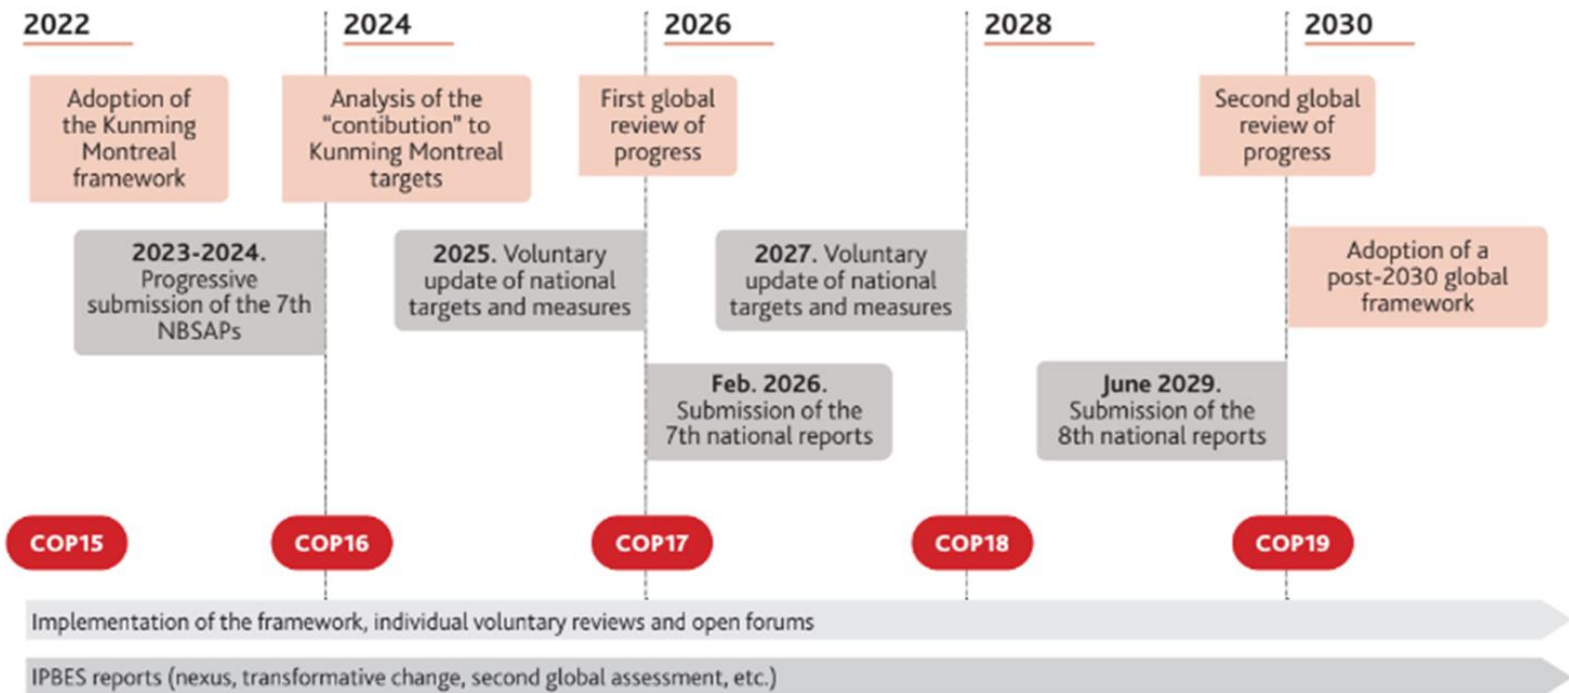 2022
2024
2026
2028
2030
Adoption of
the Kunming
Montreal
framework
Analysis of the
“contibution” to
Kunming Montreal
targets
First global
review of
progress
Second global
review of
progress
2023-2024.
Progressive
submission of the 7th
NBSAPs
2025. Voluntary
update of national
targets and measures
2027. Voluntary
update of national
targets and measures
Adoption of a
post-2030 global
framework
Feb. 2026.
Submission of the
7th national reports
June 2029.
Submission of the
8th national reports
COP15
COP16
COP17
COP18
COP19
Implementation of the framework, individual voluntary reviews and open forums
IPBES reports (nexus, transformative change, second global assessment, etc.)